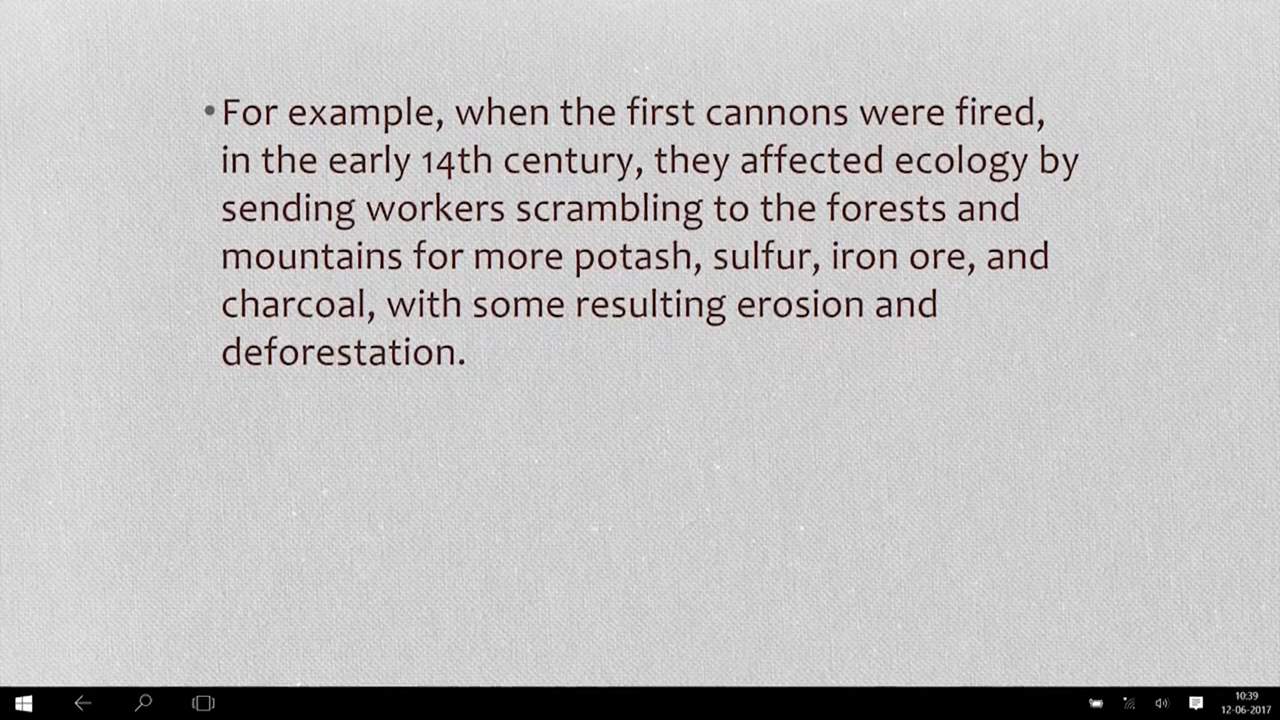 •For example, when the first cannons were fired,
in the early 14th century, they affected ecology by
sending workers scrambling to the forests and
mountains for more potash, sulfur, iron ore, and
charcoal, with some resulting erosion and
deforestation.
10:39
12-06-2017